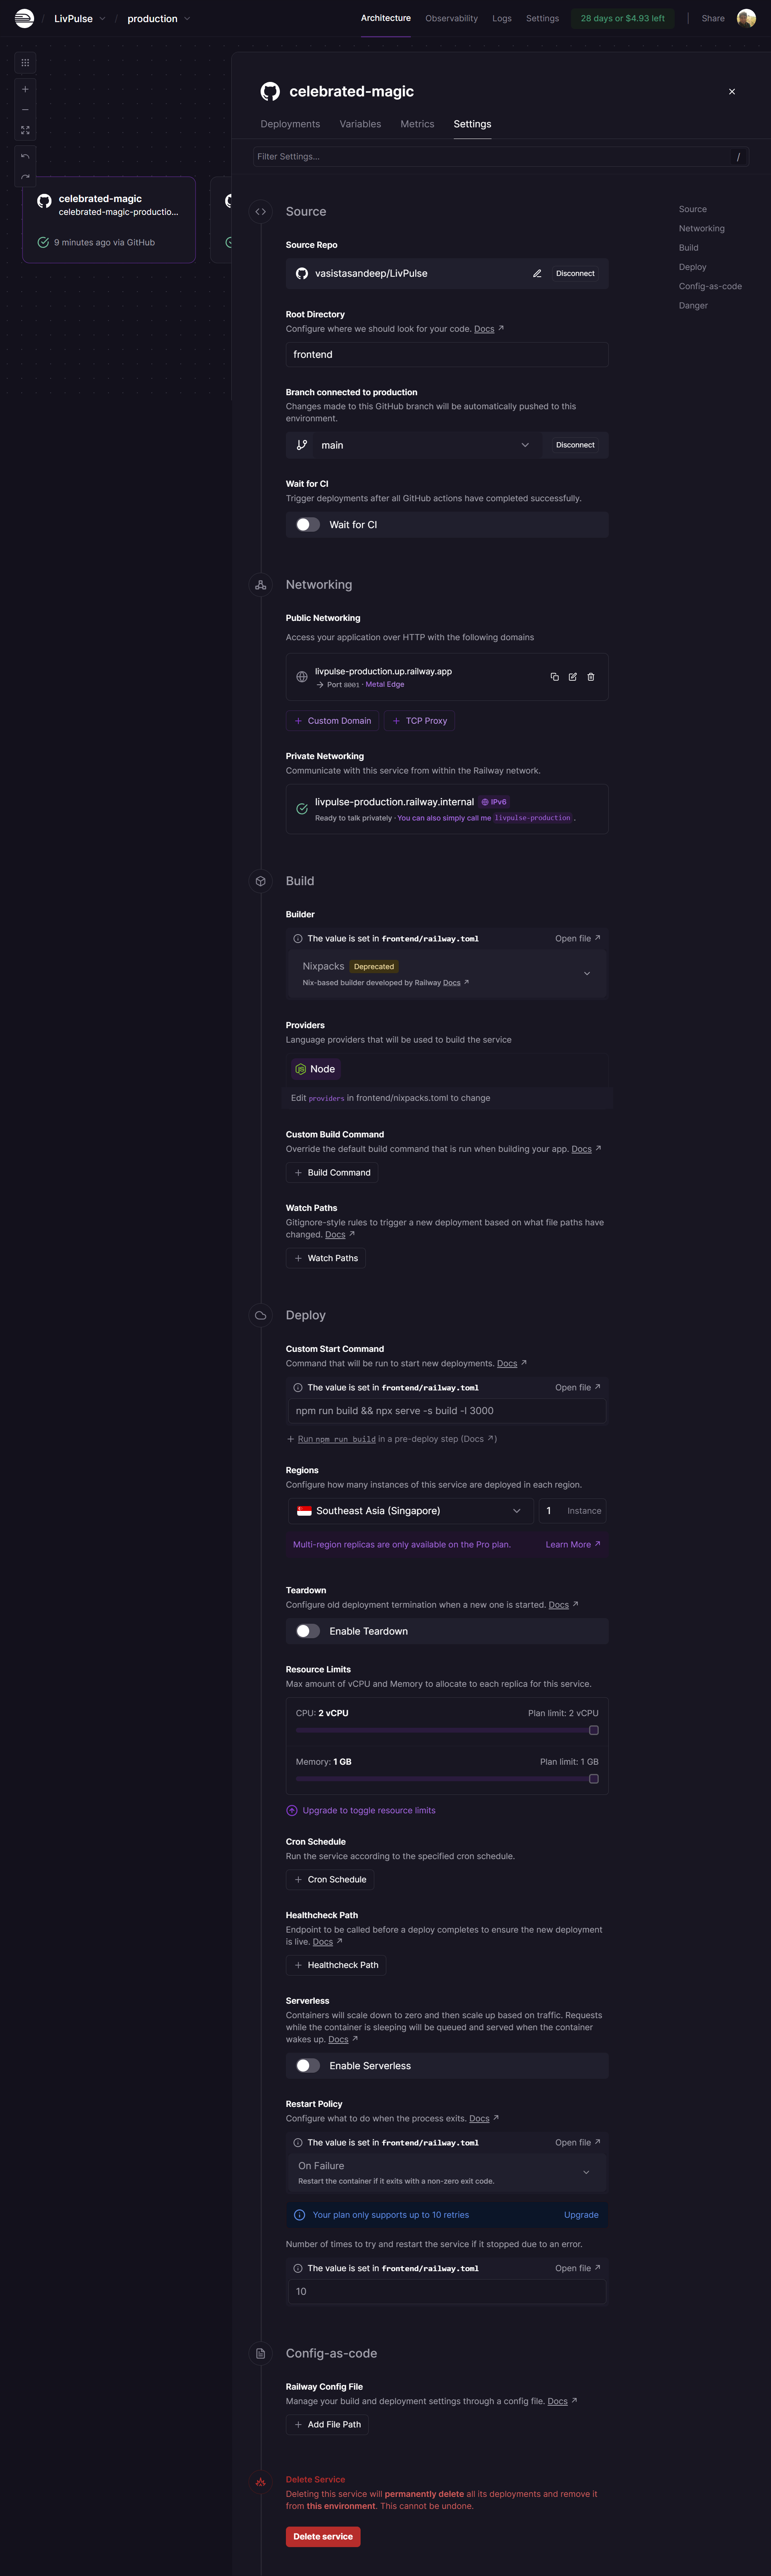 LivPulse
production
Architecture
Observability
Logs
Settings
28 days or $4.93 left
Share
celebrated-magic
celebrated-magic-productio...
9 minutes ago via GitHub
celebrated-magic
Deployments
Variables
Metrics
Settings
Filter Settings...
/
Source
Networking
Build
Deploy
Config-as-code
Danger
Source
Source Repo
vasistasandeep/LivPulse
Disconnect
Root Directory
Configure where we should look for your code. Docs ↗
frontend
Branch connected to production
Changes made to this GitHub branch will be automatically pushed to this
environment.
main
Disconnect
Wait for CI
Trigger deployments after all GitHub actions have completed successfully.
Wait for CI
Networking
Public Networking
Access your application over HTTP with the following domains
livpulse-production.up.railway.app
→ Port 8001 · Metal Edge
+ Custom Domain
+ TCP Proxy
Private Networking
Communicate with this service from within the Railway network.
livpulse-production.railway.internal IPv6
Ready to talk privately · You can also simply call me livpulse-production .
Build
Builder
The value is set in frontend/railway.toml
Open file ↗
Nixpacks Deprecated
Nix-based builder developed by Railway Docs ↗
Providers
Language providers that will be used to build the service
Node
Edit providers in frontend/nixpacks.toml to change
Custom Build Command
Override the default build command that is run when building your app. Docs ↗
+ Build Command
Watch Paths
Gitignore-style rules to trigger a new deployment based on what file paths have
changed. Docs ↗
+ Watch Paths
Deploy
Custom Start Command
Command that will be run to start new deployments. Docs ↗
The value is set in frontend/railway.toml
Open file ↗
npm run build && npx serve -s build -l 3000
+ Run npm run build in a pre-deploy step (Docs ↗)
Regions
Configure how many instances of this service are deployed in each region.
Southeast Asia (Singapore)
1 Instance
Multi-region replicas are only available on the Pro plan.
Learn More ↗
Teardown
Configure old deployment termination when a new one is started. Docs ↗
Enable Teardown
Resource Limits
Max amount of vCPU and Memory to allocate to each replica for this service.
CPU: 2 vCPU
Plan limit: 2 vCPU
Memory: 1 GB
Plan limit: 1 GB
Upgrade to toggle resource limits
Cron Schedule
Run the service according to the specified cron schedule.
+ Cron Schedule
Healthcheck Path
Endpoint to be called before a deploy completes to ensure the new deployment
is live. Docs ↗
+ Healthcheck Path
Serverless
Containers will scale down to zero and then scale up based on traffic. Requests
while the container is sleeping will be queued and served when the container
wakes up. Docs ↗
Enable Serverless
Restart Policy
Configure what to do when the process exits. Docs ↗
The value is set in frontend/railway.toml
Open file ↗
On Failure
Restart the container if it exits with a non-zero exit code.
Your plan only supports up to 10 retries
Upgrade
Number of times to try and restart the service if it stopped due to an error.
The value is set in frontend/railway.toml
Open file ↗
10
Config-as-code
Railway Config File
Manage your build and deployment settings through a config file. Docs ↗
+ Add File Path
Delete Service
Deleting this service will permanently delete all its deployments and remove it
from this environment. This cannot be undone.
Delete service